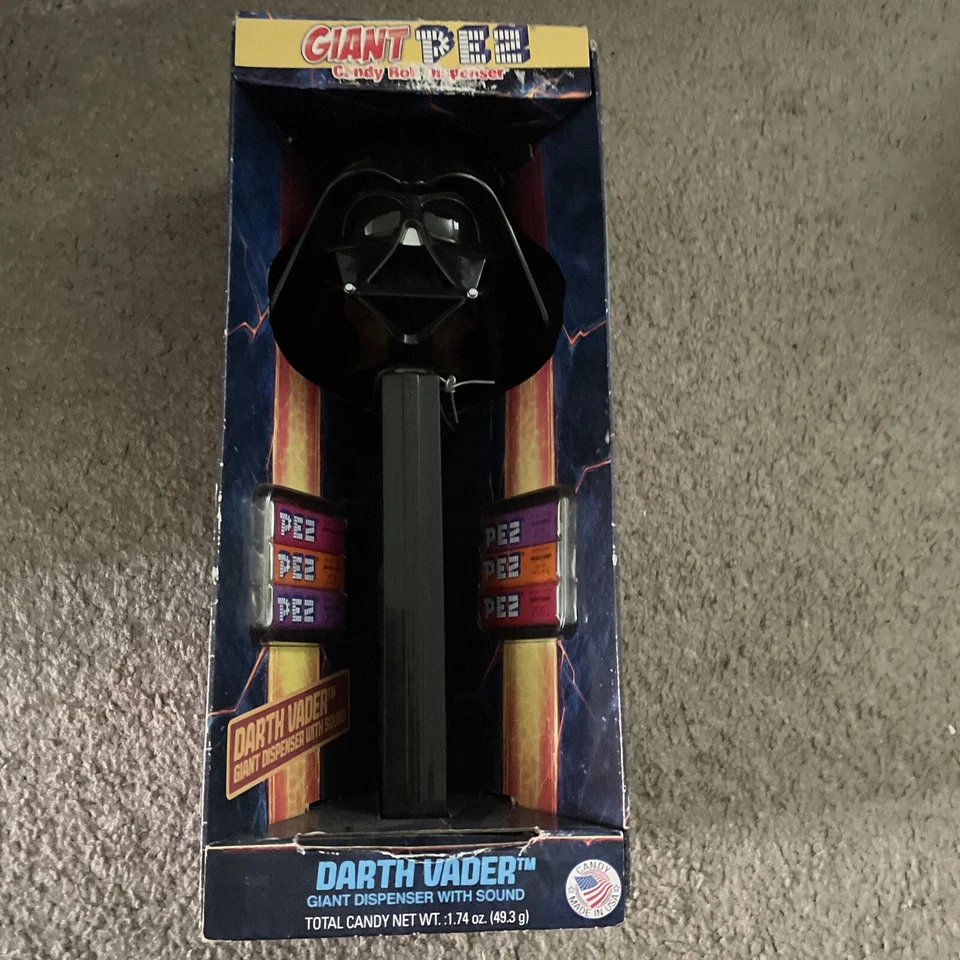 GIANT PEZ
Candy Roll Dispenser
PEZ
PEZ
PEZ
PEZ
PEZ
PEZ
DARTH VADER™
GIANT DISPENSER WITH SOUND
DARTH VADER™
GIANT DISPENSER WITH SOUND
TOTAL CANDY NET WT.:1.74 oz. (49.3 g)
CANDY
MADE IN USA